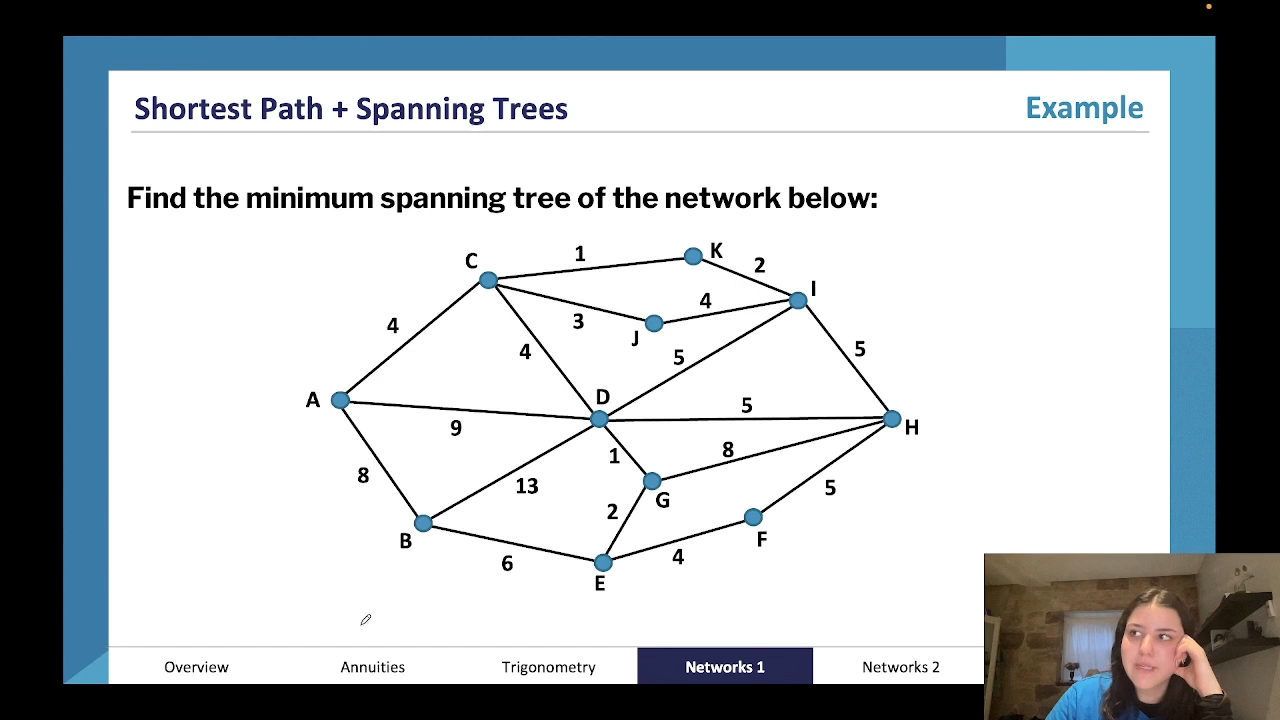 Shortest Path + Spanning Trees
Example
Find the minimum spanning tree of the network below:
C
1
K
2
I
4
3
J
4
4
5
5
A
9
D
5
H
8
1
8
13
G
2
5
B
6
E
4
F
Overview
Annuities
Trigonometry
Networks 1
Networks 2